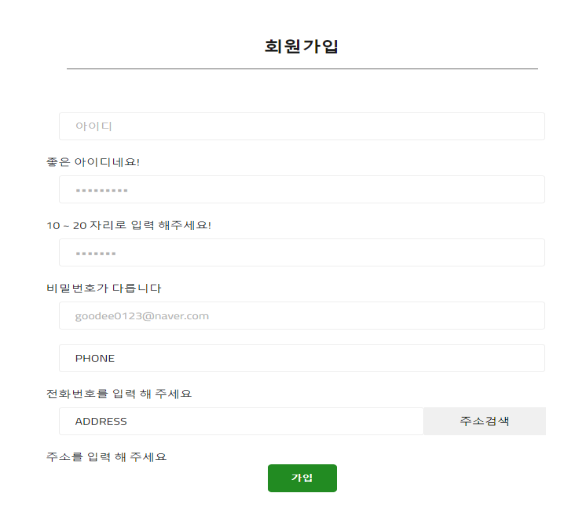 회원가입
아이디
좋은 아이디네요!
•••••••••
10 ~ 20 자리로 입력 해주세요!
•••••••
비밀번호가 다릅니다
goodee0123@naver.com
PHONE
전화번호를 입력 해 주세요
ADDRESS 주소검색
주소를 입력 해 주세요
가입